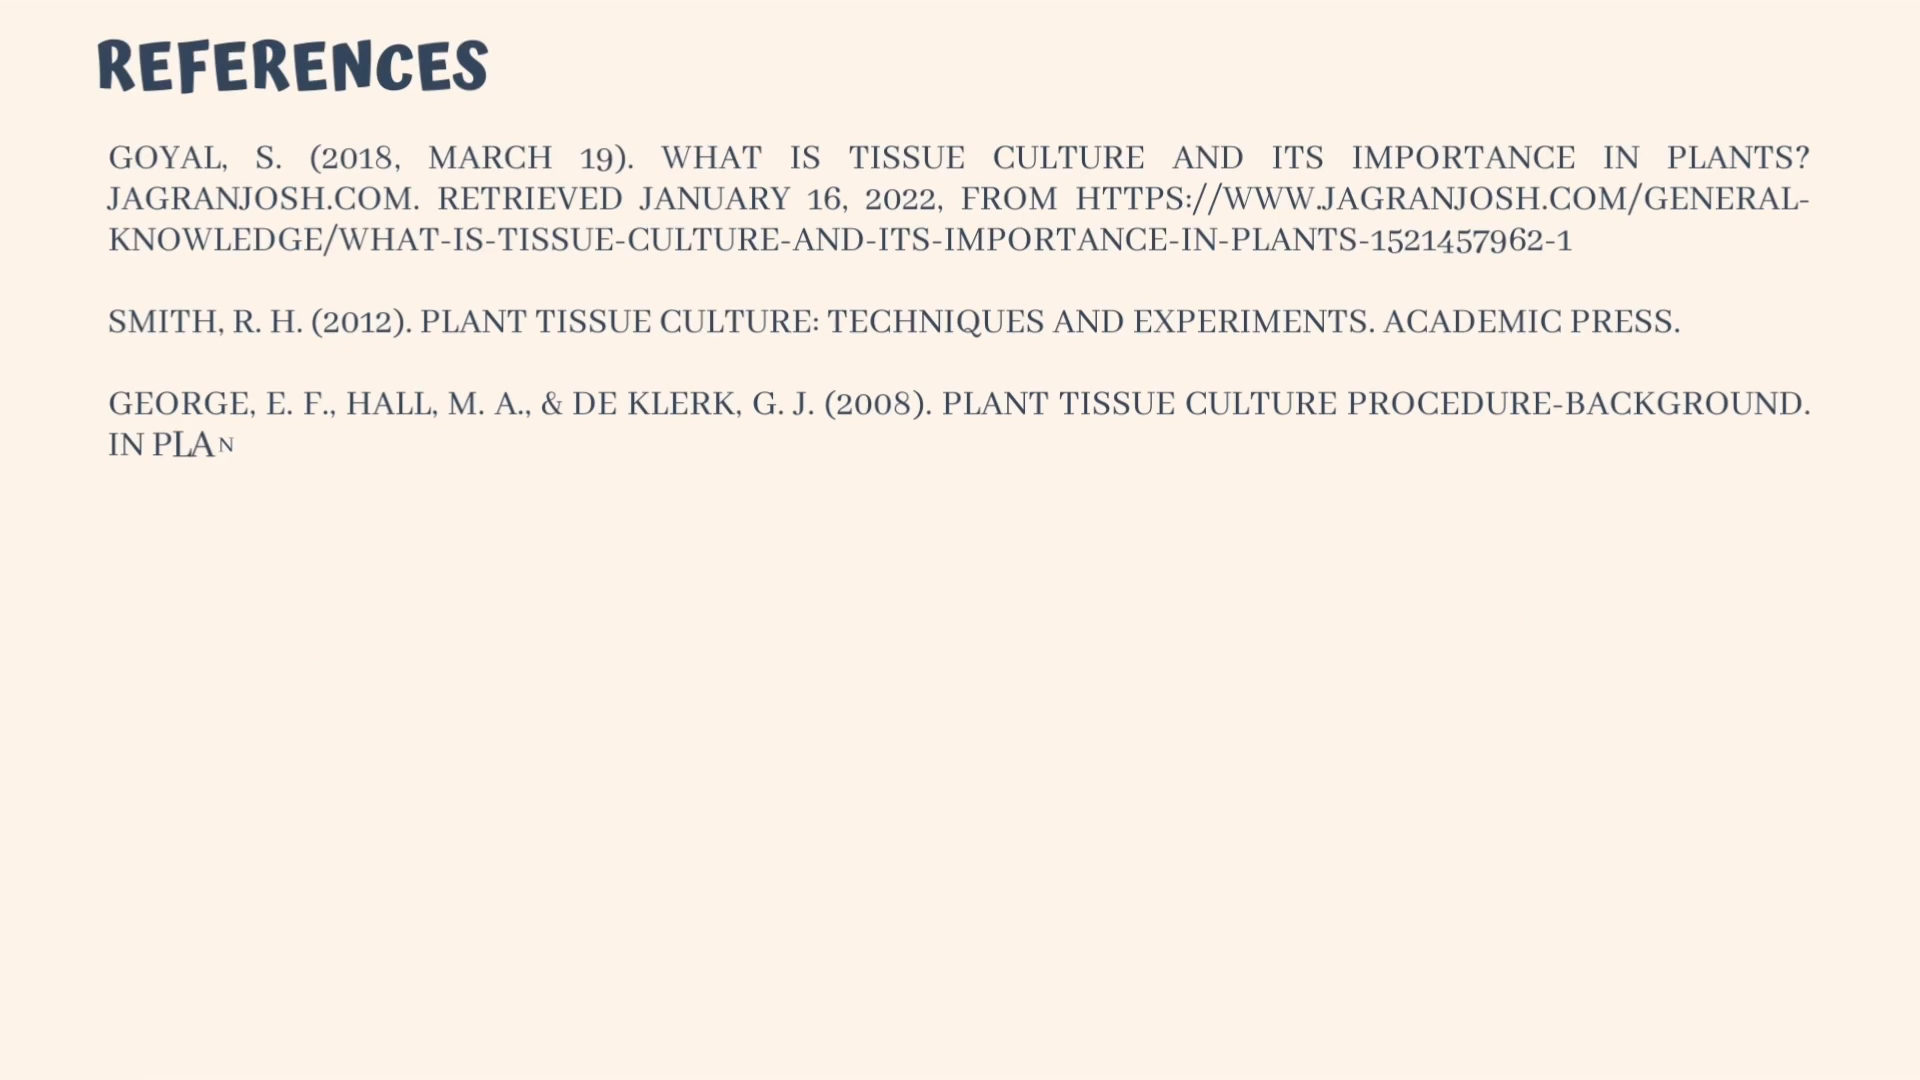 REFERENCES
GOYAL, S. (2018, MARCH 19). WHAT IS TISSUE CULTURE AND ITS IMPORTANCE IN PLANTS?
JAGRANJOSH.COM. RETRIEVED JANUARY 16, 2022, FROM HTTPS://WWW.JAGRANJOSH.COM/GENERAL-
KNOWLEDGE/WHAT-IS-TISSUE-CULTURE-AND-ITS-IMPORTANCE-IN-PLANTS-1521457962-1
SMITH, R. H. (2012). PLANT TISSUE CULTURE: TECHNIQUES AND EXPERIMENTS. ACADEMIC PRESS.
GEORGE, E. F., HALL, M. A., & DE KLERK, G. J. (2008). PLANT TISSUE CULTURE PROCEDURE-BACKGROUND.
IN PLAN